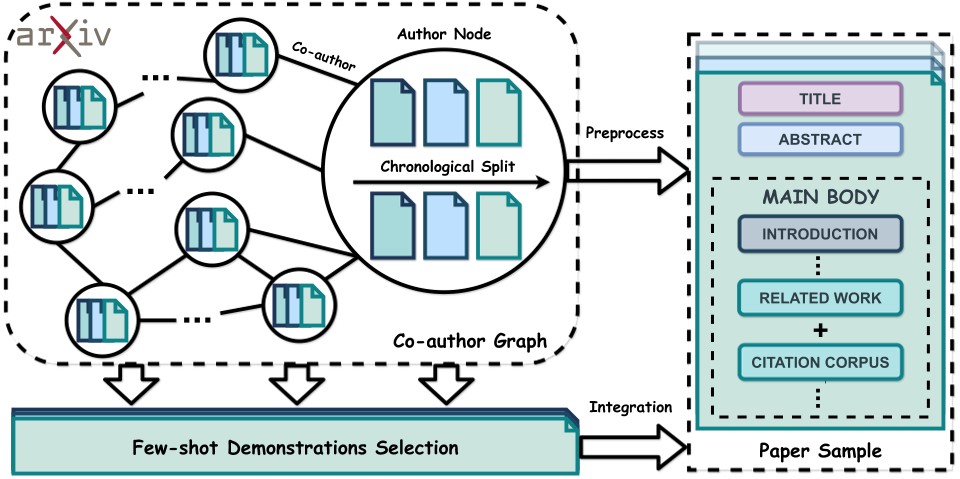 arXiv
Co-author
Author Node
Chronological Split
Co-author Graph
Preprocess
TITLE
ABSTRACT
MAIN BODY
INTRODUCTION
RELATED WORK
+
CITATION CORPUS
Paper Sample
Few-shot Demonstrations Selection
Integration